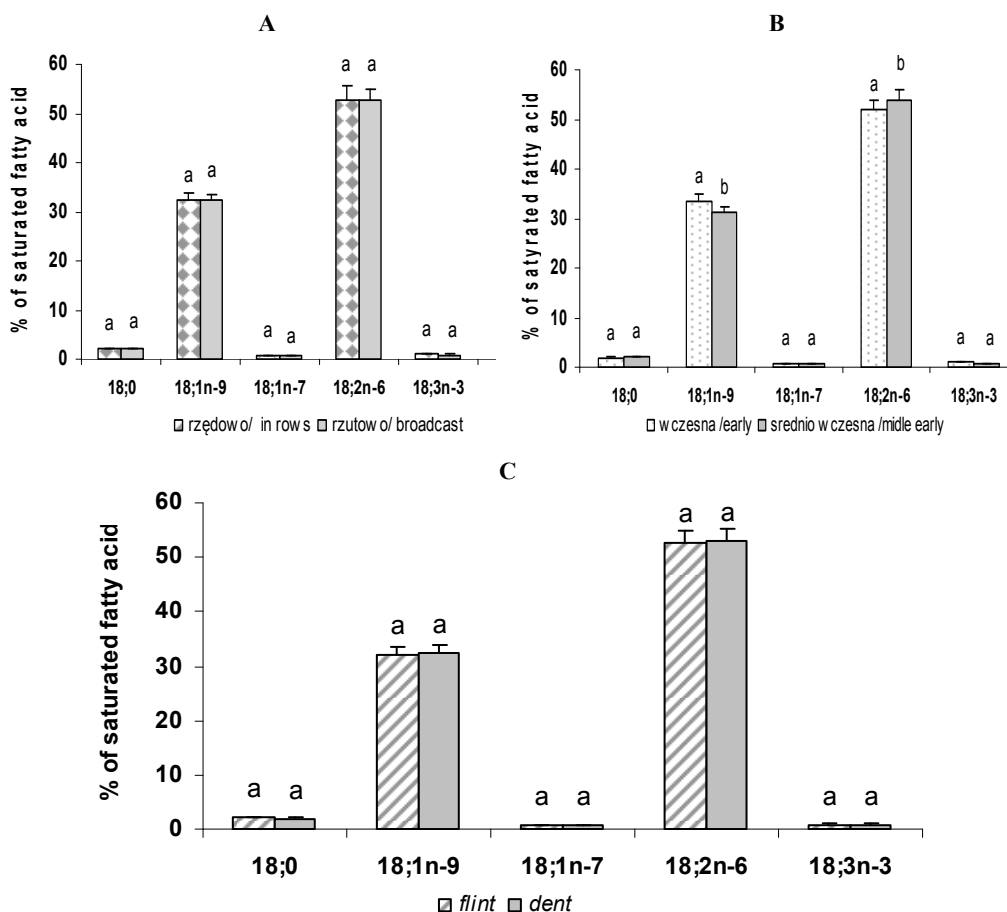 A
% of saturated fatty acid
60
50
40
30
20
10
0
a a
a a
a a
a a
a a
18;0 18;1n-9 18;1n-7 18;2n-6 18;3n-3
rzędowo/ in rows rzutowo/ broadcast
B
% of satyrated fatty acid
60
50
40
30
20
10
0
a a
a b
a a
a b
a a
18;0 18;1n-9 18;1n-7 18;2n-6 18;3n-3
wczesna /early srednio wczesna /midle early
C
% of saturated fatty acid
60
50
40
30
20
10
0
a a
a a
a a
a a
a a
18;0 18;1n-9 18;1n-7 18;2n-6 18;3n-3
flint dent